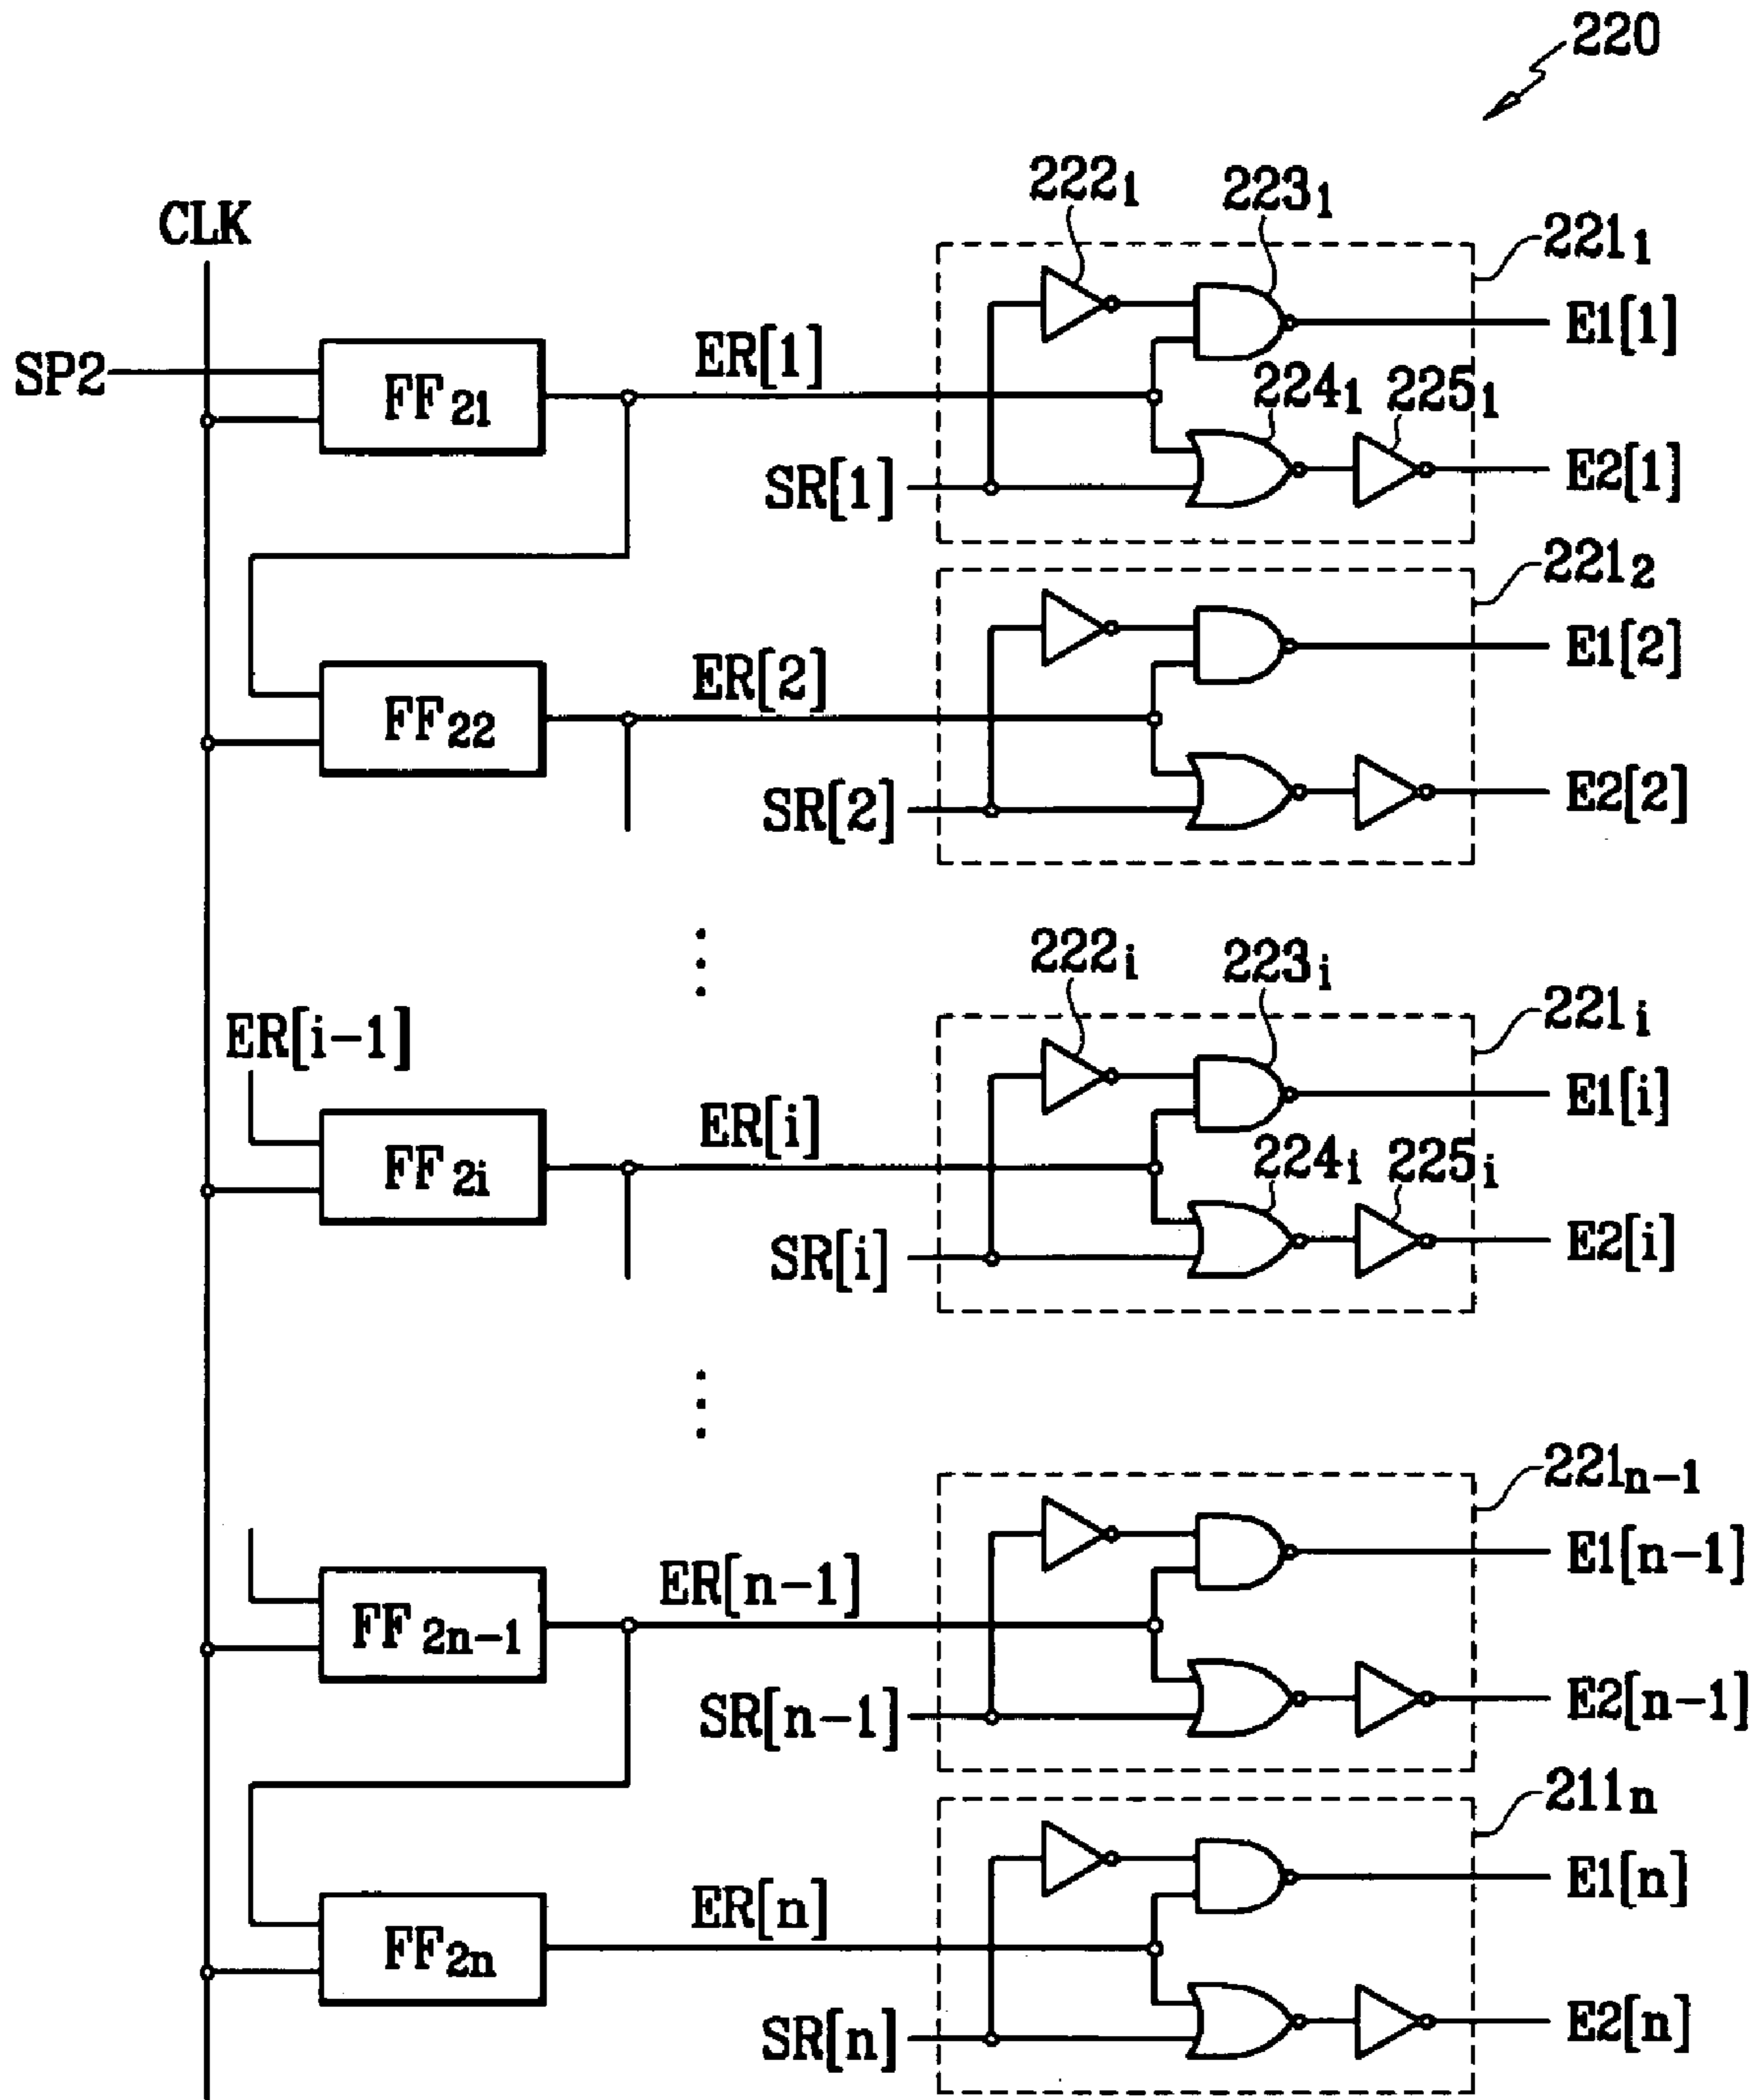 220
222₁ 223₁ 221₁
CLK
SP2 FF₂₁ ER[1] E1[1]
224₁ 225₁
SR[1] E2[1]
221₂
FF₂₂ ER[2] E1[2]
SR[2] E2[2]
222ᵢ 223ᵢ 221ᵢ
ER[i-1]
FF₂ᵢ ER[i] E1[i]
224ᵢ 225ᵢ
SR[i] E2[i]
221ₙ₋₁
FF₂ₙ₋₁ ER[n-1] E1[n-1]
SR[n-1] E2[n-1]
211ₙ
FF₂ₙ ER[n] E1[n]
SR[n] E2[n]